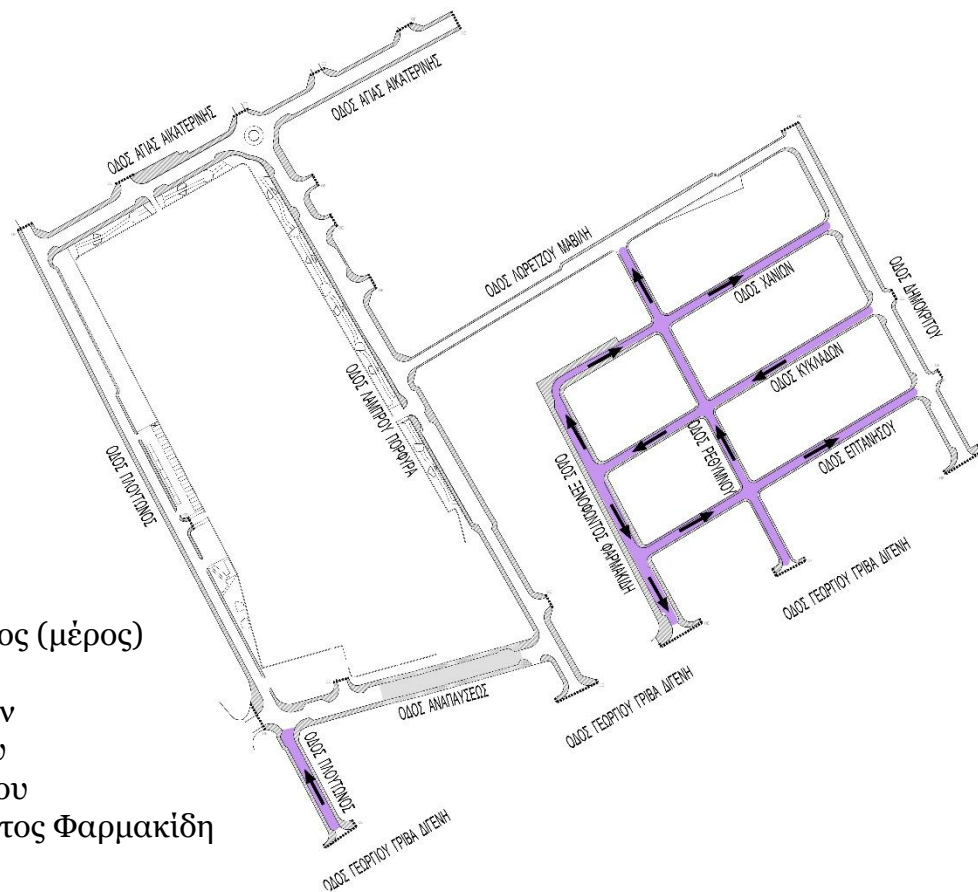 ΟΔΟΣ ΑΓΙΑΣ ΑΙΚΑΤΕΡΙΝΗΣ
ΟΔΟΣ ΑΓΙΑΣ ΑΙΚΑΤΕΡΙΝΗΣ
ΟΔΟΣ ΛΩΡΕΤΖΟΥ ΜΑΒΙΛΗ
ΟΔΟΣ ΧΑΝΙΩΝ
ΟΔΟΣ ΔΗΜΟΚΡΙΤΟΥ
ΟΔΟΣ ΚΥΚΛΑΔΩΝ
ΟΔΟΣ ΛΑΜΠΡΟΥ ΠΟΡΦΥΡΑ
ΟΔΟΣ ΡΕΘΥΜΝΟΥ
ΟΔΟΣ ΕΠΤΑΝΗΣΟΥ
ΟΔΟΣ ΠΛΟΥΤΩΝΟΣ
ΟΔΟΣ ΞΕΝΟΦΩΝΤΟΣ ΦΑΡΜΑΚΙΔΗ
ΟΔΟΣ ΓΕΩΡΓΙΟΥ ΓΡΙΒΑ ΔΙΓΕΝΗ
ος (μέρος)
ΟΔΟΣ ΑΝΑΠΑΥΣΕΩΣ
ΟΔΟΣ ΓΕΩΡΓΙΟΥ ΓΡΙΒΑ ΔΙΓΕΝΗ
ν
υ
ου
τος Φαρμακίδη
ΟΔΟΣ ΠΛΟΥΤΩΝΟΣ
ΟΔΟΣ ΓΕΩΡΓΙΟΥ ΓΡΙΒΑ ΔΙΓΕΝΗ